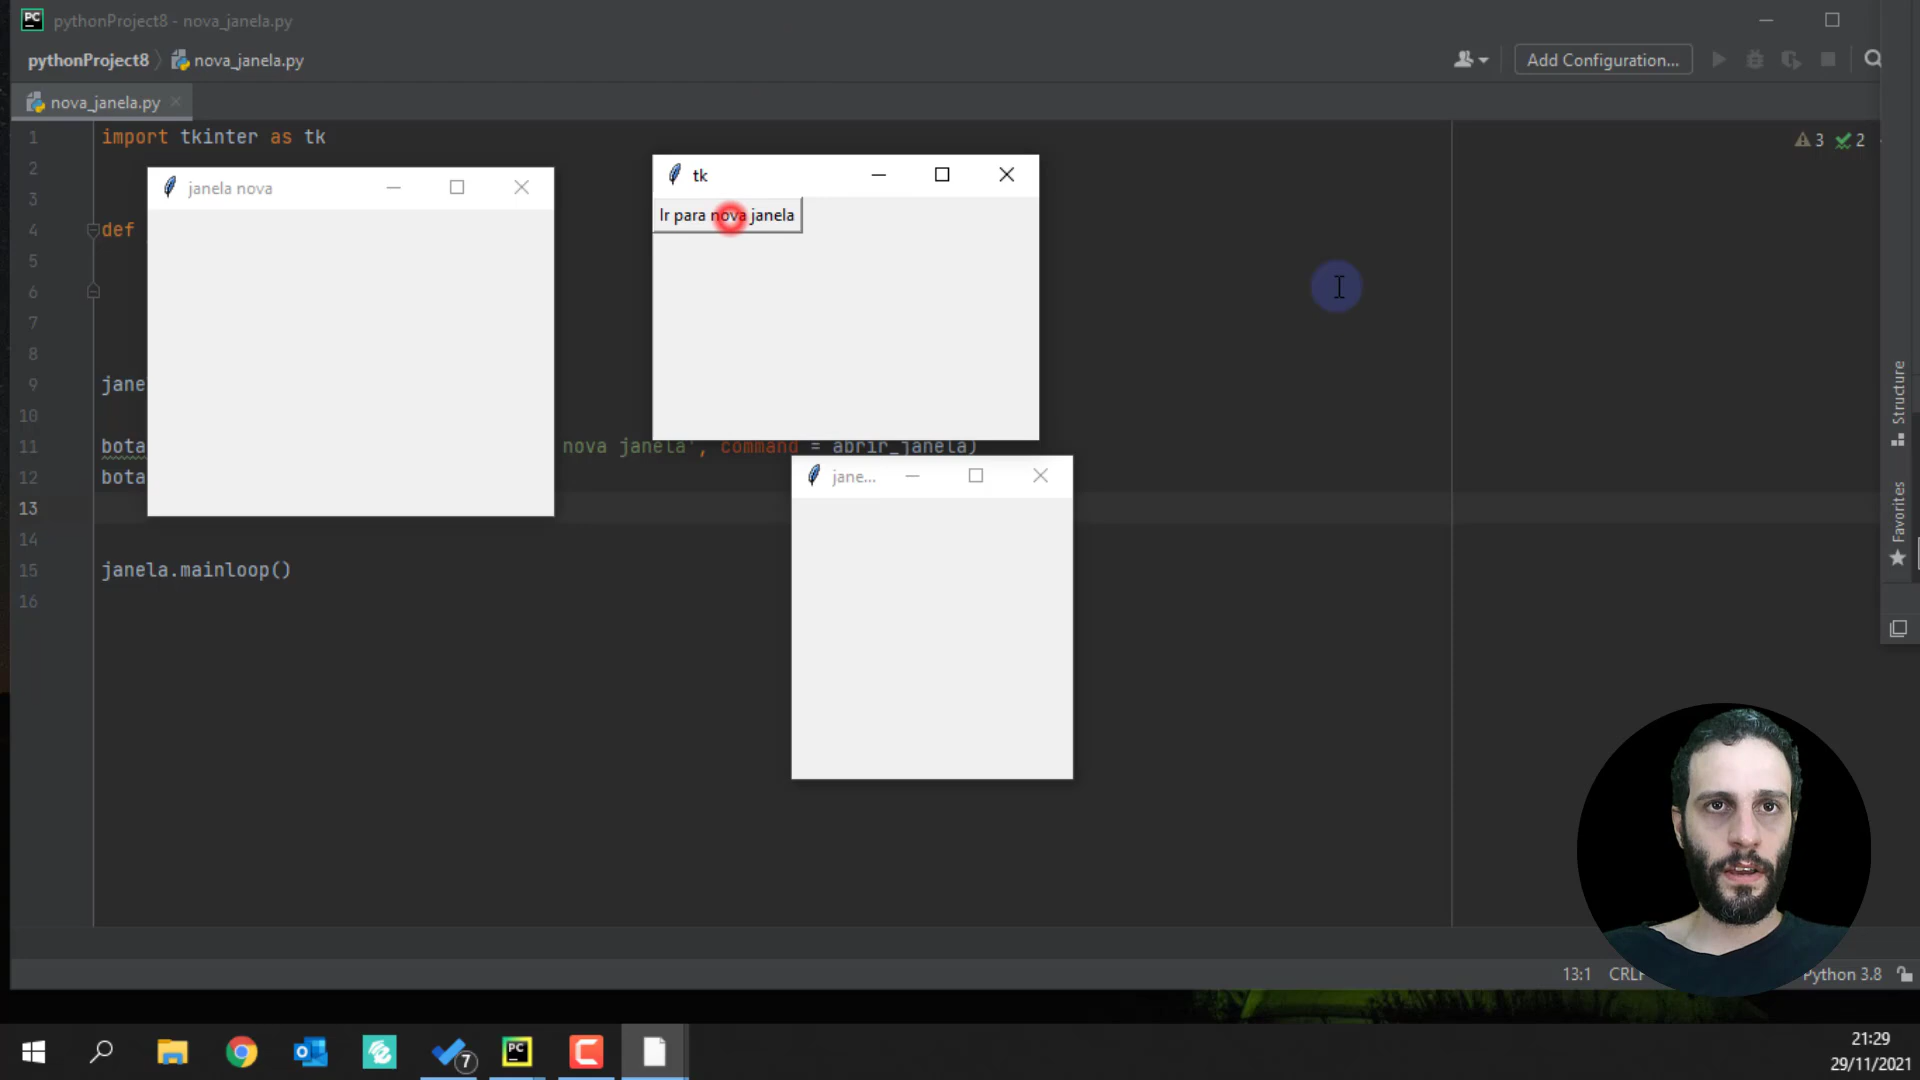 pythonProject8 - nova_janela.py
pythonProject8
nova_janela.py
Add Configuration...
nova_janela.py
3
2
1 import tkinter as tk
2
3
4 def
5
6
7
8
9 jane
10
11 bota nova janela', command = abrir_janela)
12 bota
13
14
15 janela.mainloop()
16
janela nova
tk
Ir para nova janela
jane...
Structure
Favorites
13:1
CRLF
Python 3.8
7
21:29
29/11/2021